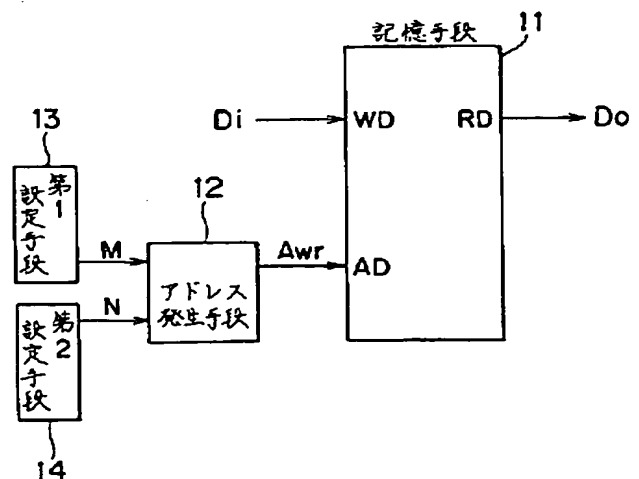 11
記憶手段
Di
WD
RD
Do
13
第1
設定手段
M
12
アドレス
発生手段
Awr
AD
N
第2
設定手段
14